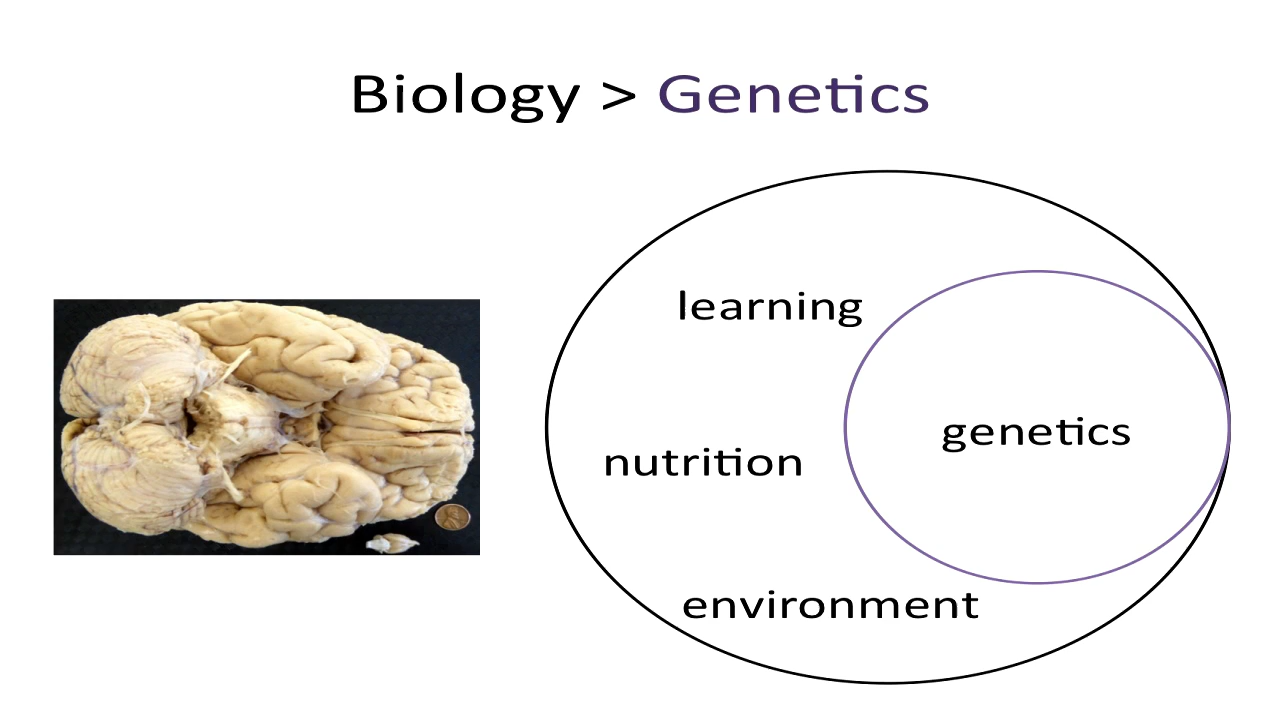 Biology > Genetics
learning
genetics
nutrition
environment